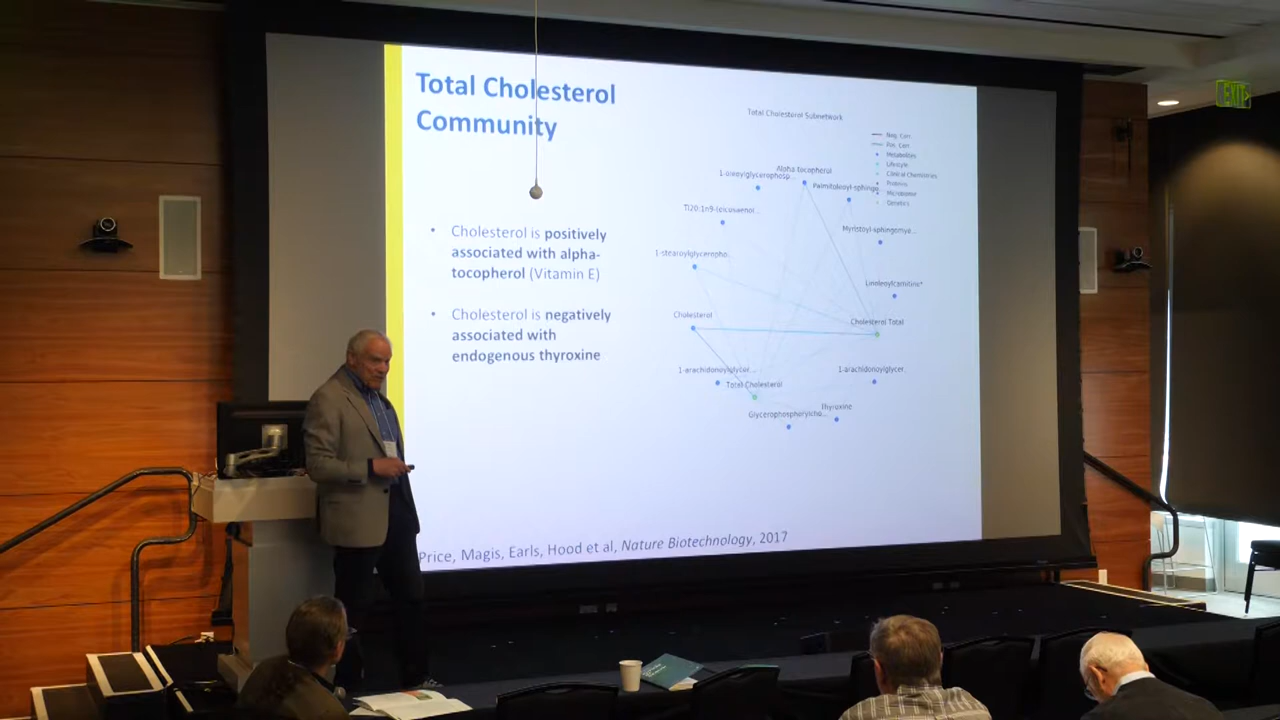 Total Cholesterol
Community
• Cholesterol is positively
associated with alpha-
tocopherol (Vitamin E)
• Cholesterol is negatively
associated with
endogenous thyroxine
Total Cholesterol Subnetwork
Neg. Corr
Pos. Corr
Metabolites
Lifestyle
Clinical Chemistries
Proteins
Microbiome
Genetics
Alpha tocopherol
1-oleoylglycerophosp...
Palmitoleoyl-sphingo
Myristoyl-sphingomye...
1-stearoylglyceropho.
Linoleoylcarnitine*
Cholesterol
Cholesterol Total
1-arachidonoylglycer...
1-arachidonoylglycer.
Total Cholesterol
Thyroxine
Glycerophosphorylcho...
Price, Magis, Earls, Hood et al, Nature Biotechnology, 2017
EXIT